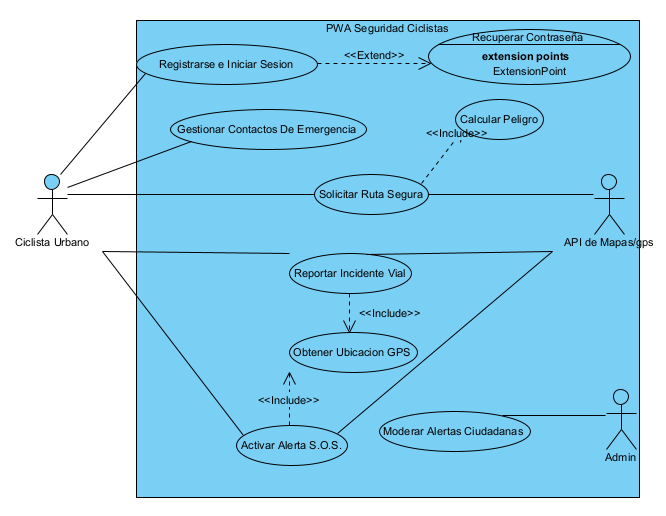 PWA Seguridad Ciclistas
Recuperar Contraseña
<<Extend>>
extension points
Registrarse e Iniciar Sesion
ExtensionPoint
Calcular Peligro
Gestionar Contactos De Emergencia
<<Include>>
Solicitar Ruta Segura
Ciclista Urbano
API de Mapas/gps
Reportar Incidente Vial
<<Include>>
Obtener Ubicacion GPS
<<Include>>
Moderar Alertas Ciudadanas
Activar Alerta S.O.S.
Admin